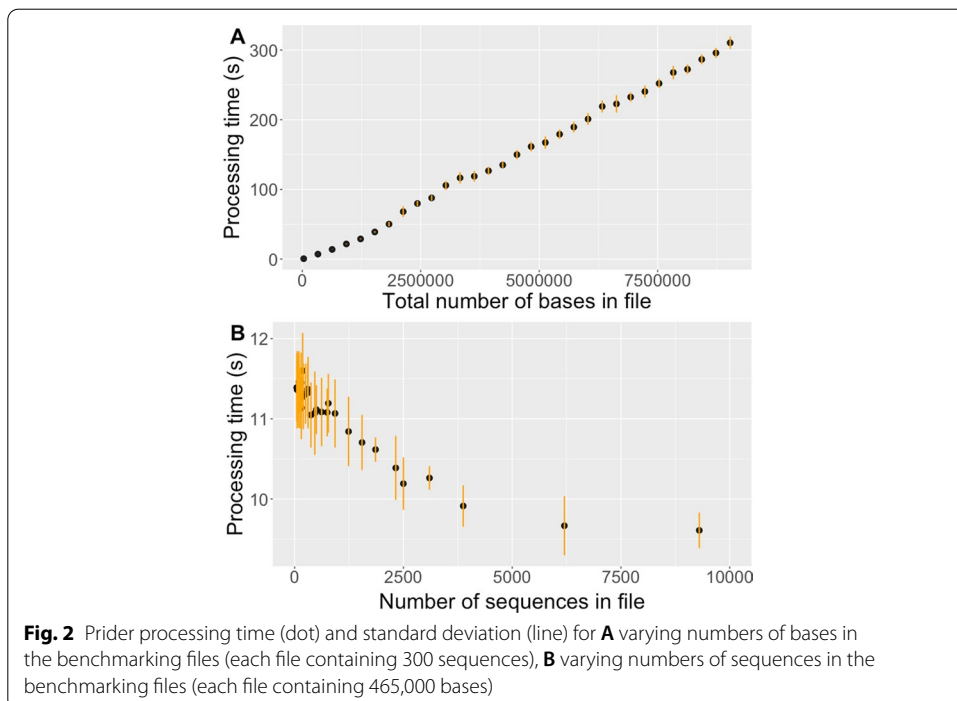 A
Processing time (s)
300
200
100
0
0 2500000 5000000 7500000
Total number of bases in file
B
Processing time (s)
12
11
10
0 2500 5000 7500 10000
Number of sequences in file
Fig. 2 Prider processing time (dot) and standard deviation (line) for A varying numbers of bases in
the benchmarking files (each file containing 300 sequences), B varying numbers of sequences in the
benchmarking files (each file containing 465,000 bases)